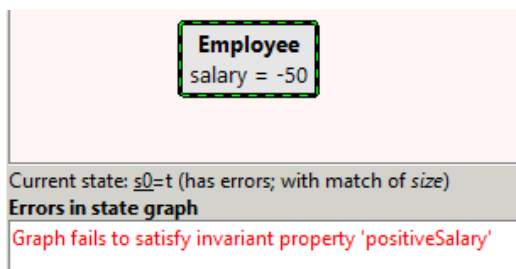 Employee
salary = -50
Current state: s0=t (has errors; with match of size)
Errors in state graph
Graph fails to satisfy invariant property 'positiveSalary'